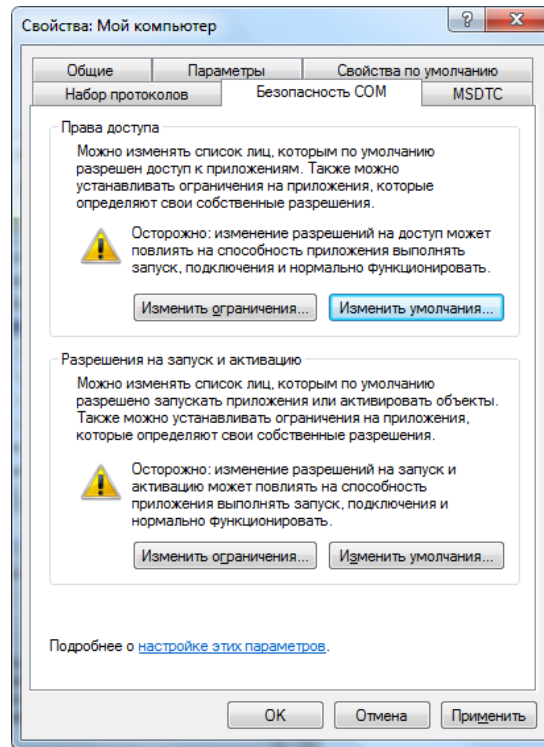 Свойства: Мой компьютер
Общие
Параметры
Свойства по умолчанию
Набор протоколов
Безопасность COM
MSDTC
Права доступа
Можно изменять список лиц, которым по умолчанию
разрешен доступ к приложениям. Также можно
устанавливать ограничения на приложения, которые
определяют свои собственные разрешения.
Осторожно: изменение разрешений на доступ может
повлиять на способность приложения выполнять
запуск, подключения и нормально функционировать.
Изменить ограничения...
Изменить умолчания...
Разрешения на запуск и активацию
Можно изменять список лиц, которым по умолчанию
разрешено запускать приложения или активировать объекты.
Также можно устанавливать ограничения на приложения,
которые определяют свои собственные разрешения.
Осторожно: изменение разрешений на запуск и
активацию может повлиять на способность
приложения выполнять запуск, подключения и
нормально функционировать.
Изменить ограничения...
Изменить умолчания...
Подробнее о настройке этих параметров.
ОК
Отмена
Применить